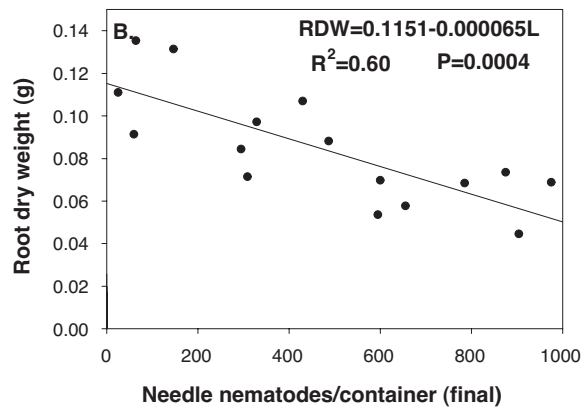 B.
RDW=0.1151-0.000065L
R²=0.60 P=0.0004
Root dry weight (g)
0.14
0.12
0.10
0.08
0.06
0.04
0.02
0.00
0 200 400 600 800 1000
Needle nematodes/container (final)